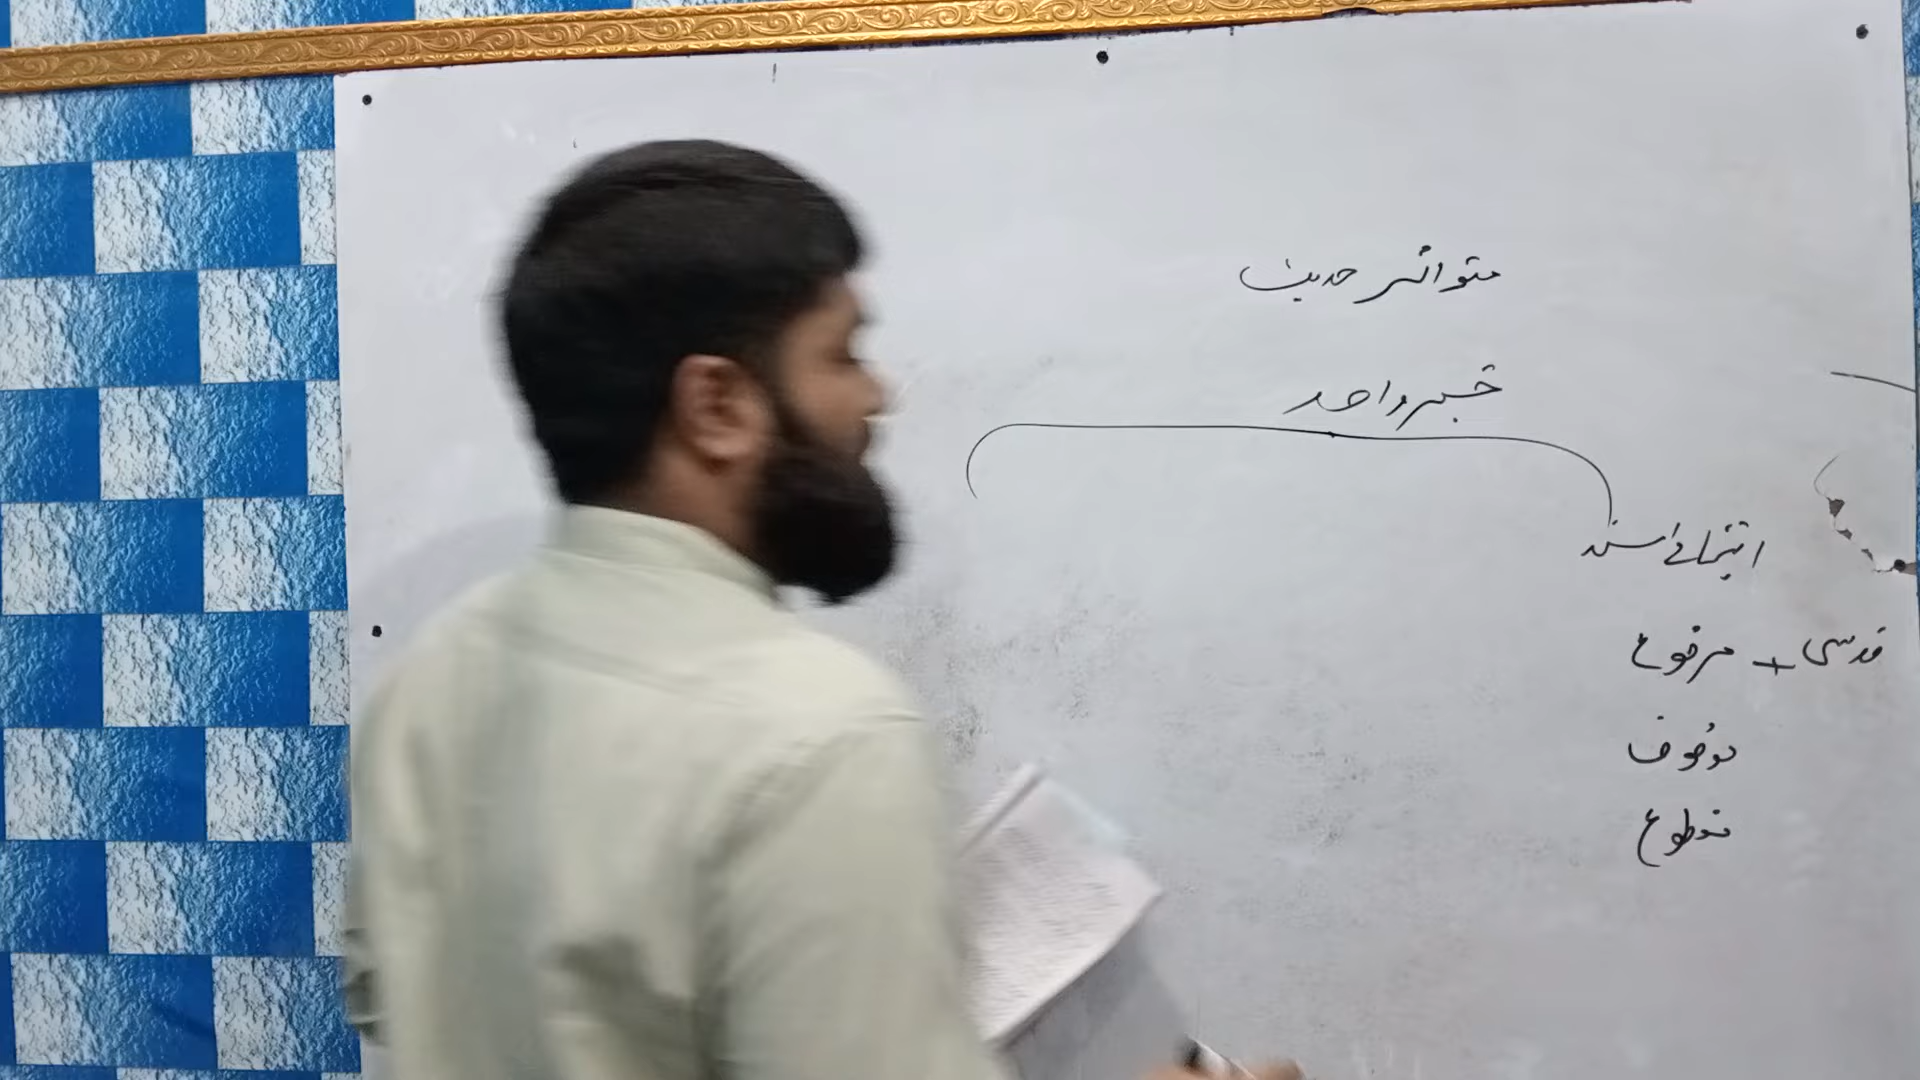 متواتر حدیث
خبر واحد
انتہائے سند
قدسی + مرفوع
موقوف
مقطوع